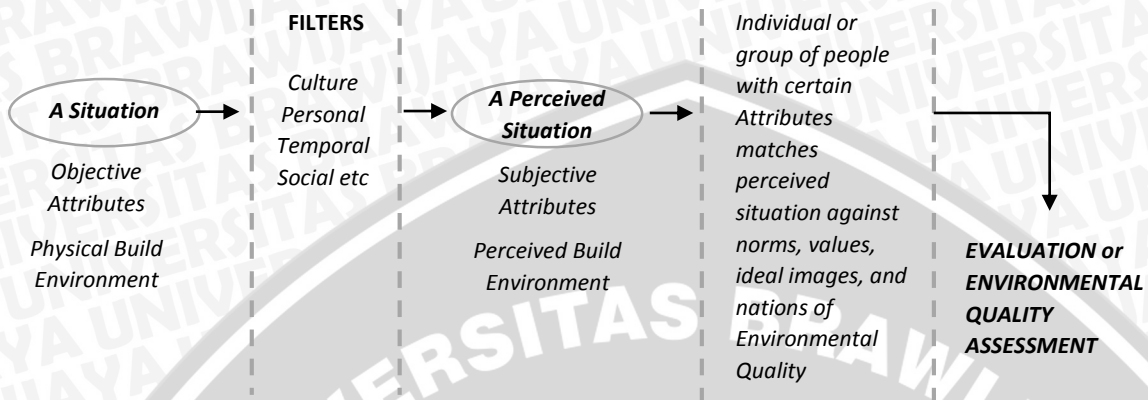 A Situation
Objective
Attributes
Physical Build
Environment
FILTERS
Culture
Personal
Temporal
Social etc
A Perceived
Situation
Subjective
Attributes
Perceived Build
Environment
Individual or
group of people
with certain
Attributes
matches
perceived
situation against
norms, values,
ideal images, and
nations of
Environmental
Quality
EVALUATION or
ENVIRONMENTAL
QUALITY
ASSESSMENT